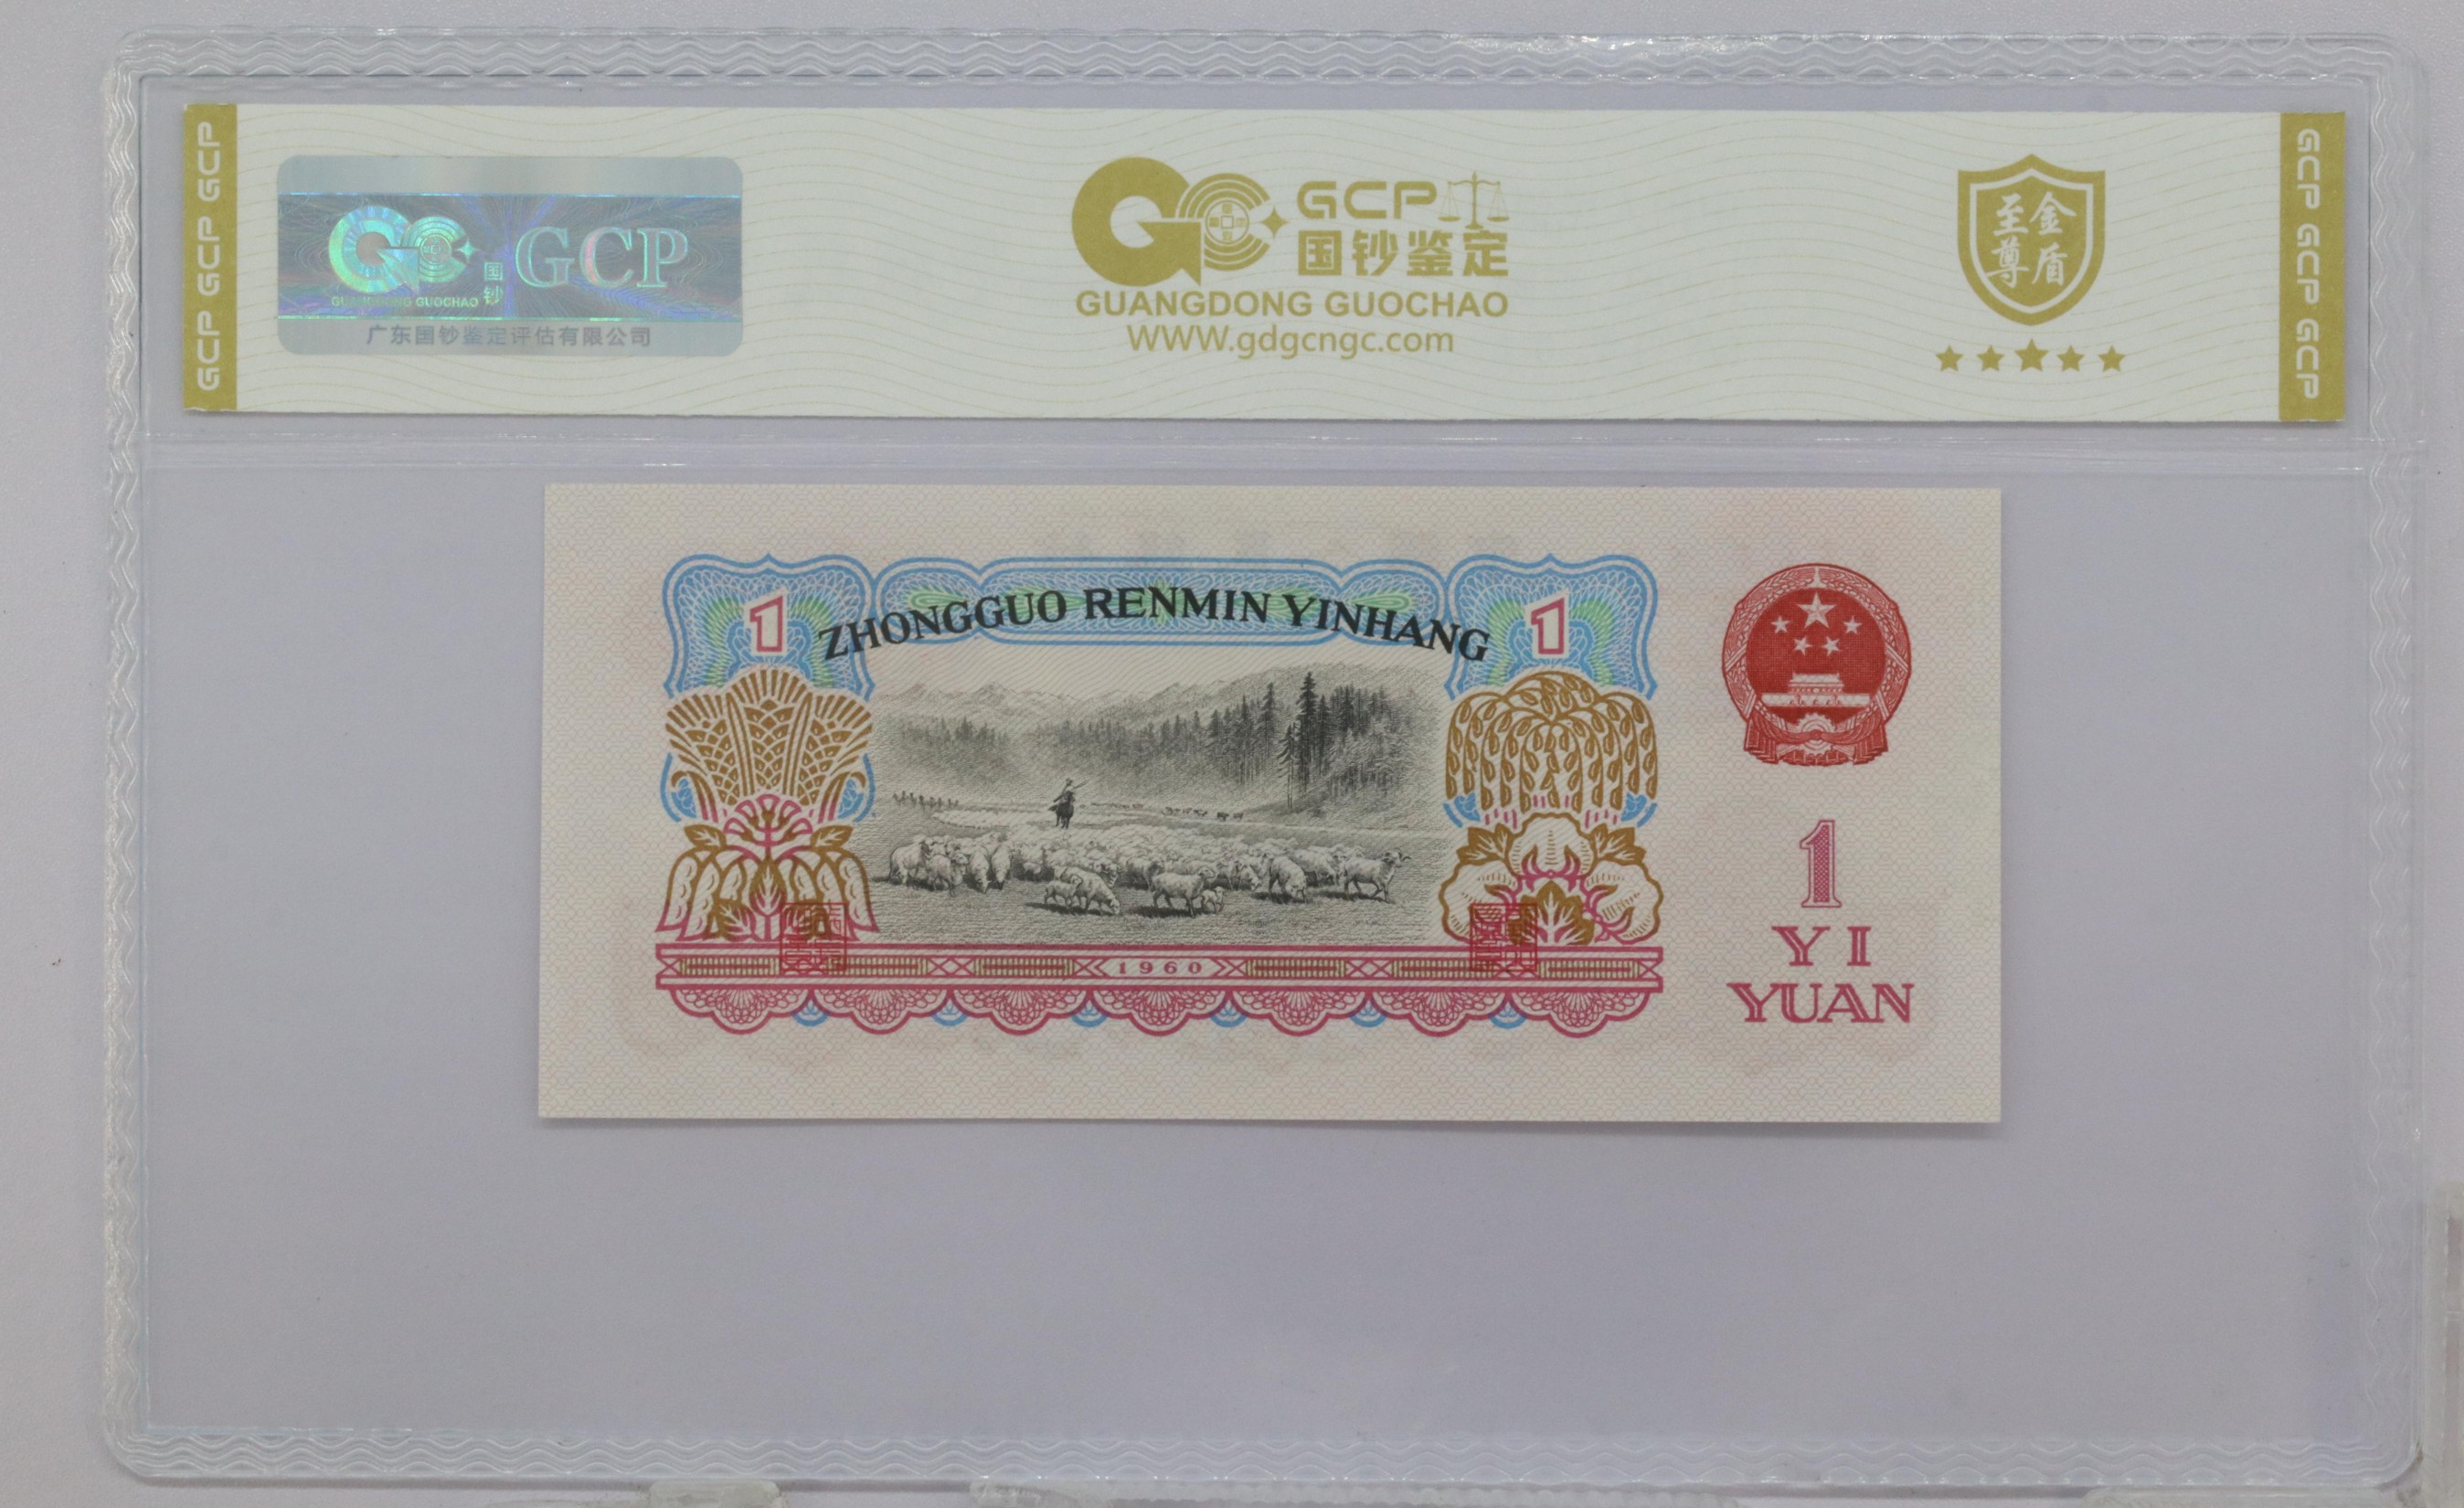 GCP GCP GCP
GCP
国钞
GUANGDONG GUOCHAO
广东国钞鉴定评估有限公司
GCP
国钞鉴定
GUANGDONG GUOCHAO
WWW.gdgcngc.com
至尊
金盾
GCP GCP GCP
1
ZHONGGUO RENMIN YINHANG
1
1960
1
YI
YUAN